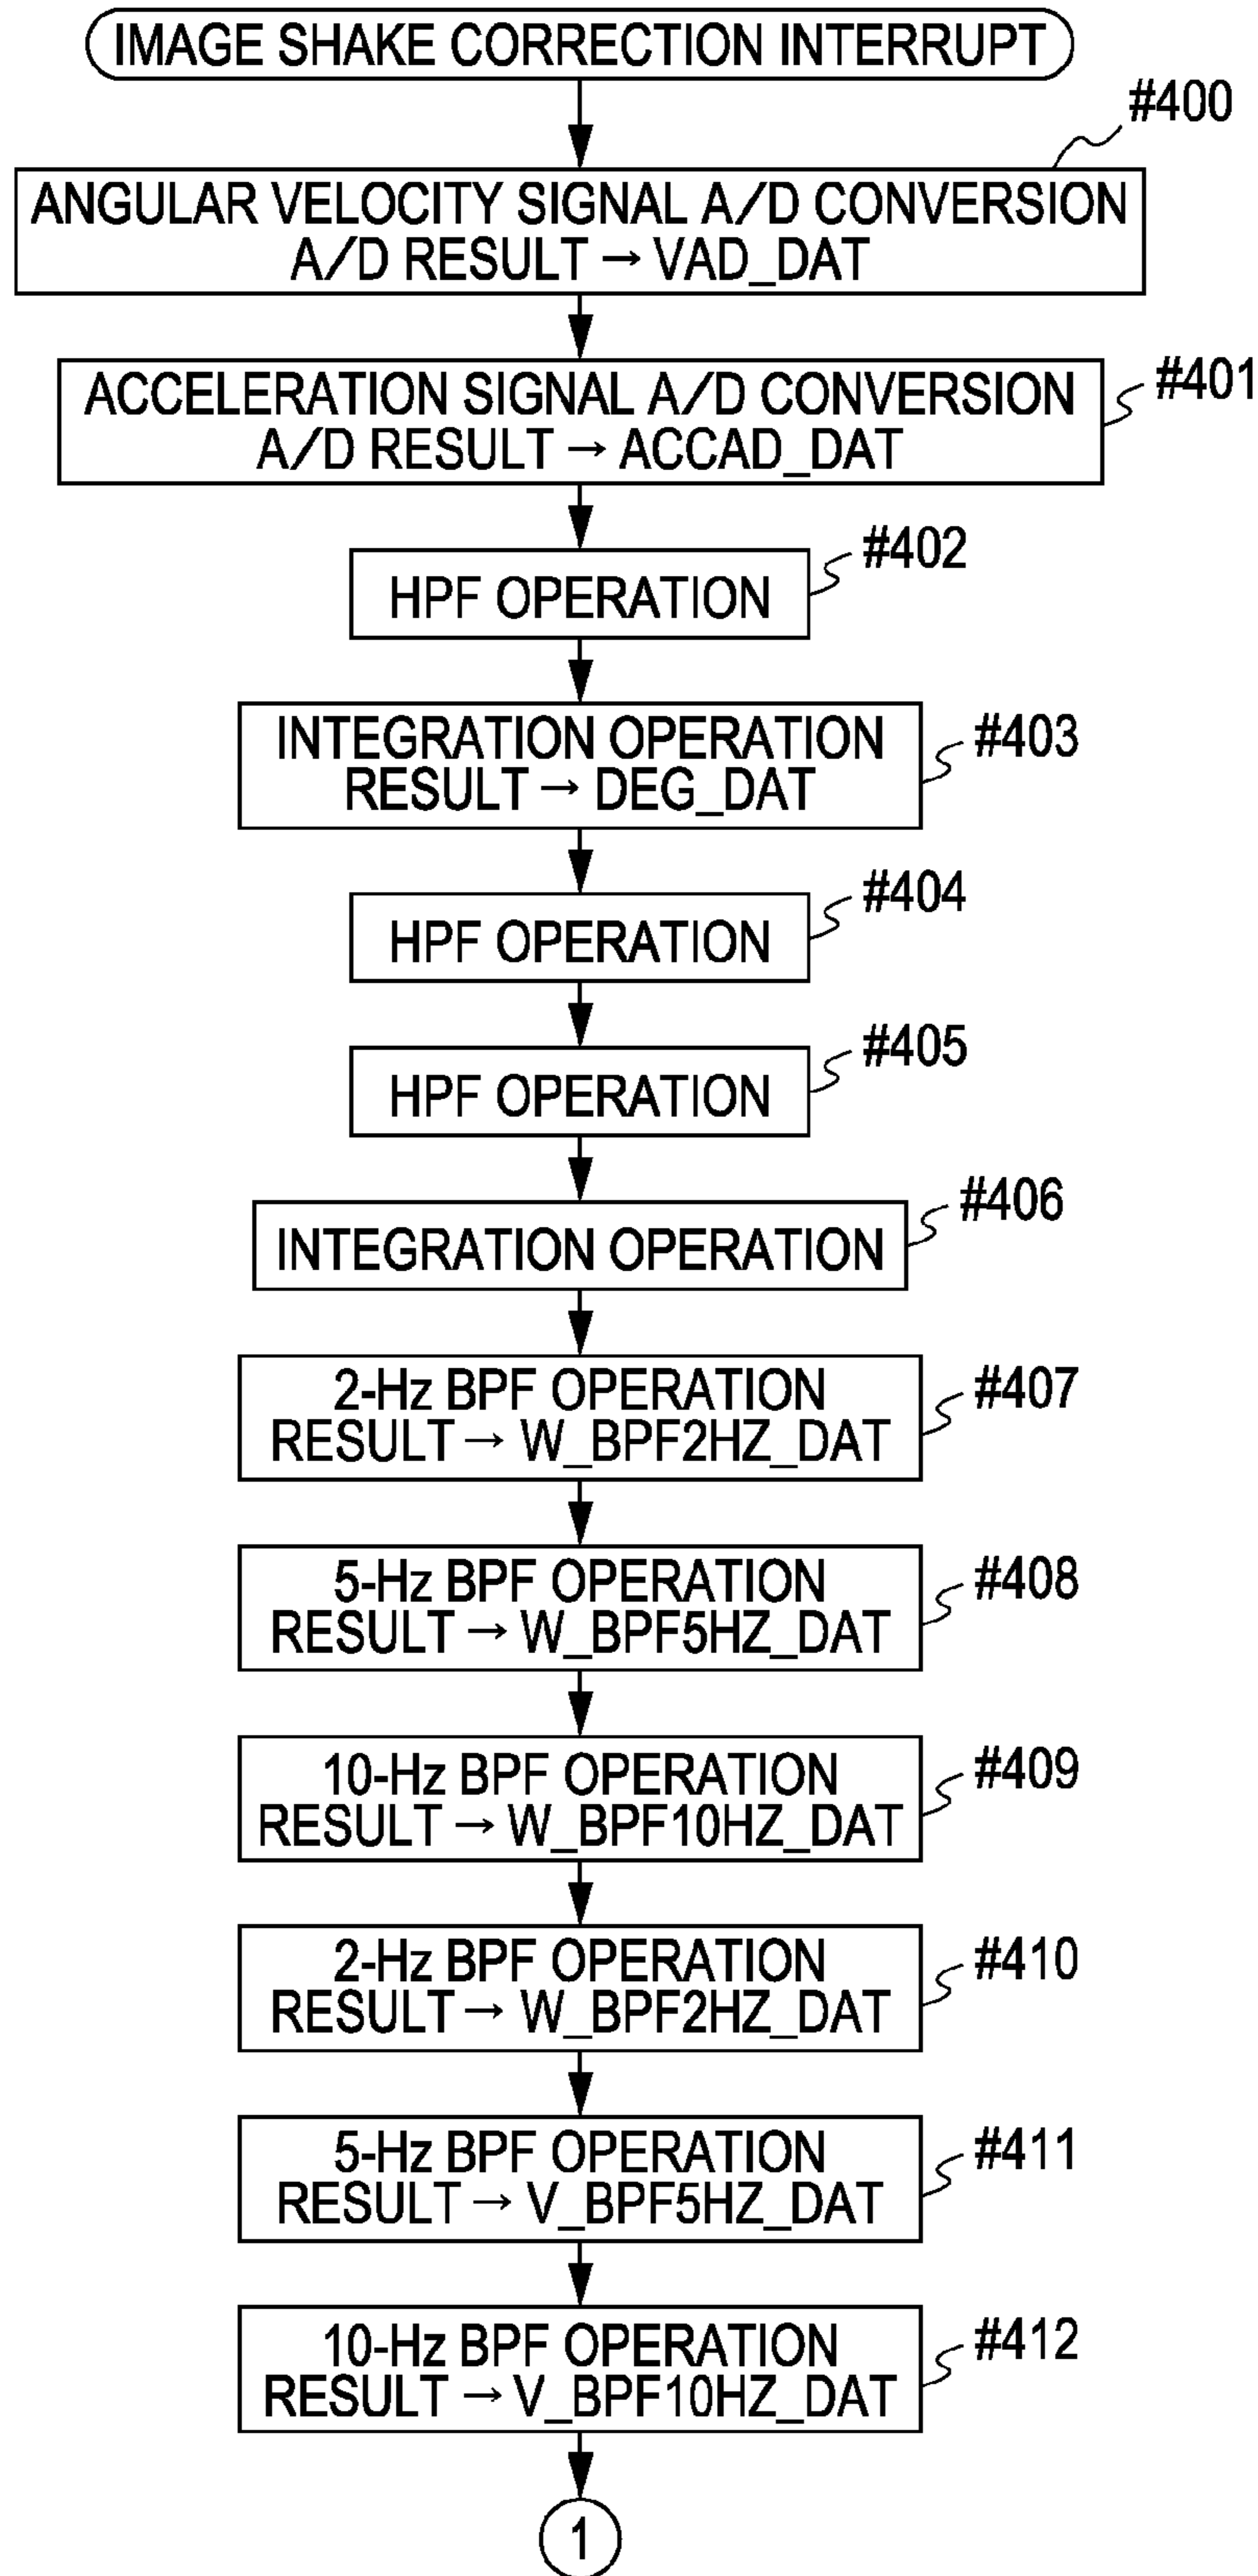 IMAGE SHAKE CORRECTION INTERRUPT
#400
ANGULAR VELOCITY SIGNAL A/D CONVERSION
A/D RESULT → VAD_DAT
#401
ACCELERATION SIGNAL A/D CONVERSION
A/D RESULT → ACCAD_DAT
#402
HPF OPERATION
#403
INTEGRATION OPERATION
RESULT → DEG_DAT
#404
HPF OPERATION
#405
HPF OPERATION
#406
INTEGRATION OPERATION
#407
2-Hz BPF OPERATION
RESULT → W_BPF2HZ_DAT
#408
5-Hz BPF OPERATION
RESULT → W_BPF5HZ_DAT
#409
10-Hz BPF OPERATION
RESULT → W_BPF10HZ_DAT
#410
2-Hz BPF OPERATION
RESULT → W_BPF2HZ_DAT
#411
5-Hz BPF OPERATION
RESULT → V_BPF5HZ_DAT
#412
10-Hz BPF OPERATION
RESULT → V_BPF10HZ_DAT
1